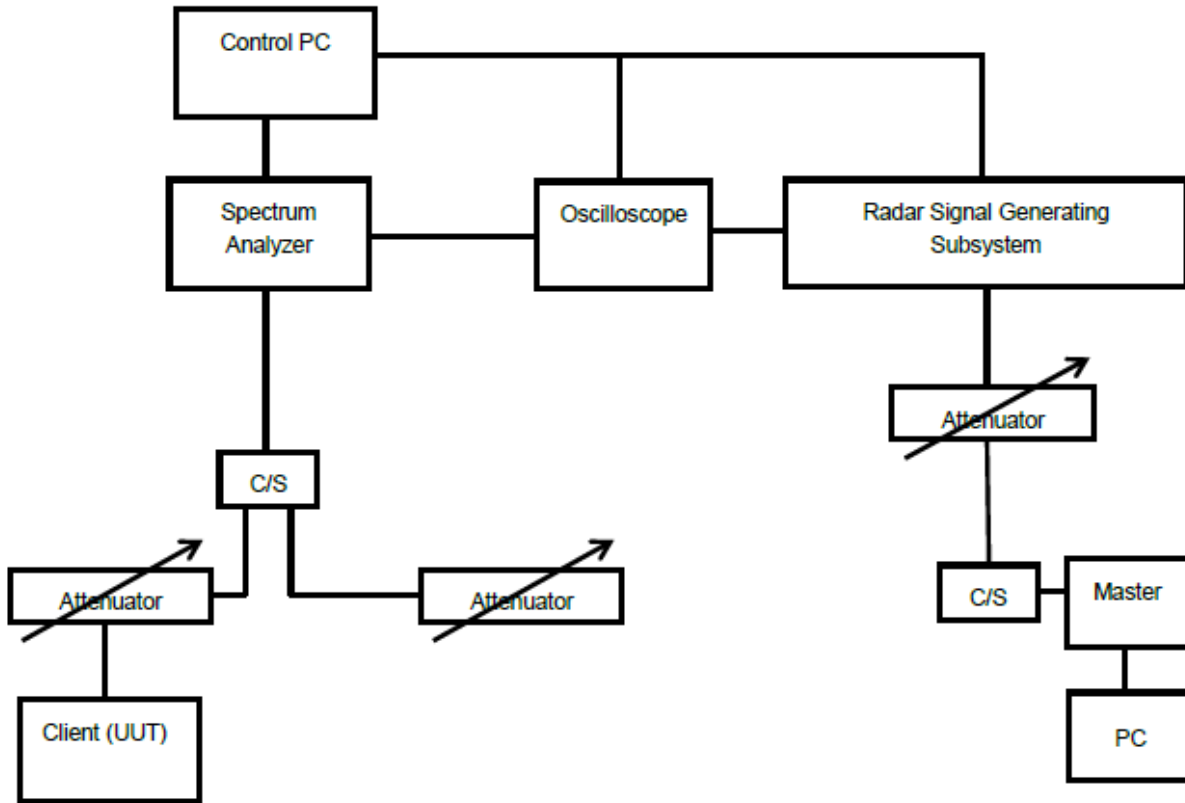 Control PC
Spectrum
Analyzer
Oscilloscope
Radar Signal Generating
Subsystem
Attenuator
C/S
Attenuator
Attenuator
C/S
Master
Client (UUT)
PC